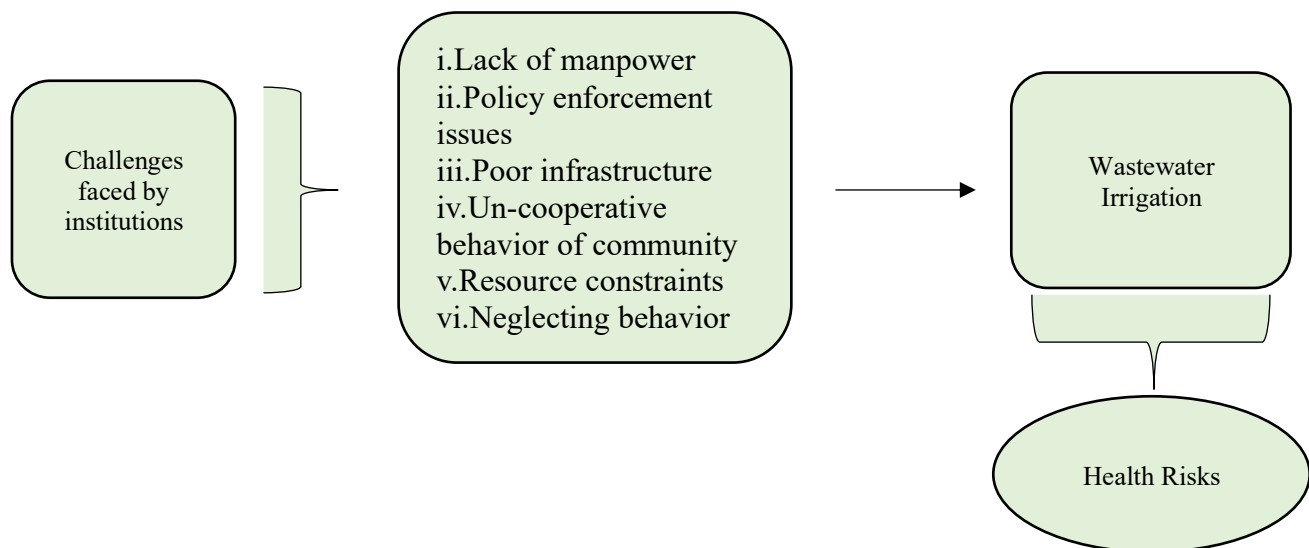 Challenges
faced by
institutions
i.Lack of manpower
ii.Policy enforcement
issues
iii.Poor infrastructure
iv.Un-cooperative
behavior of community
v.Resource constraints
vi.Neglecting behavior
Wastewater
Irrigation
Health Risks